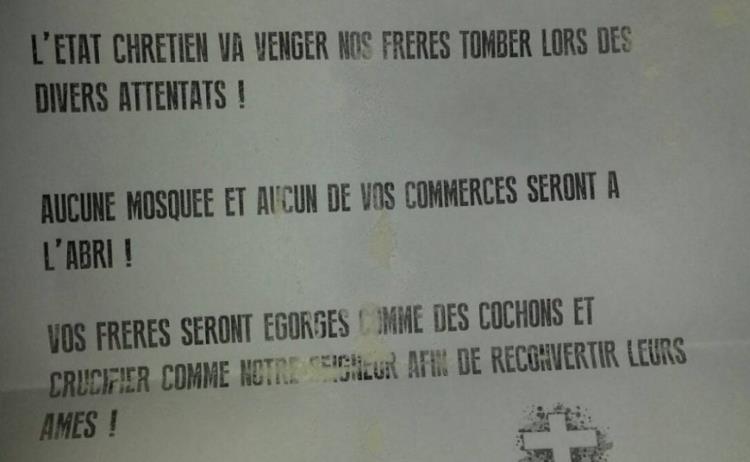 L'ETAT CHRETIEN VA VENGER NOS FRERES TOMBER LORS DES
DIVERS ATTENTATS !
AUCUNE MOSQUEE ET AUCUN DE VOS COMMERCES SERONT A
L'ABRI !
VOS FRERES SERONT EGORGES COMME DES COCHONS ET
CRUCIFIER COMME NOTRE SEIGNEUR AFIN DE RECONVERTIR LEURS
AMES !